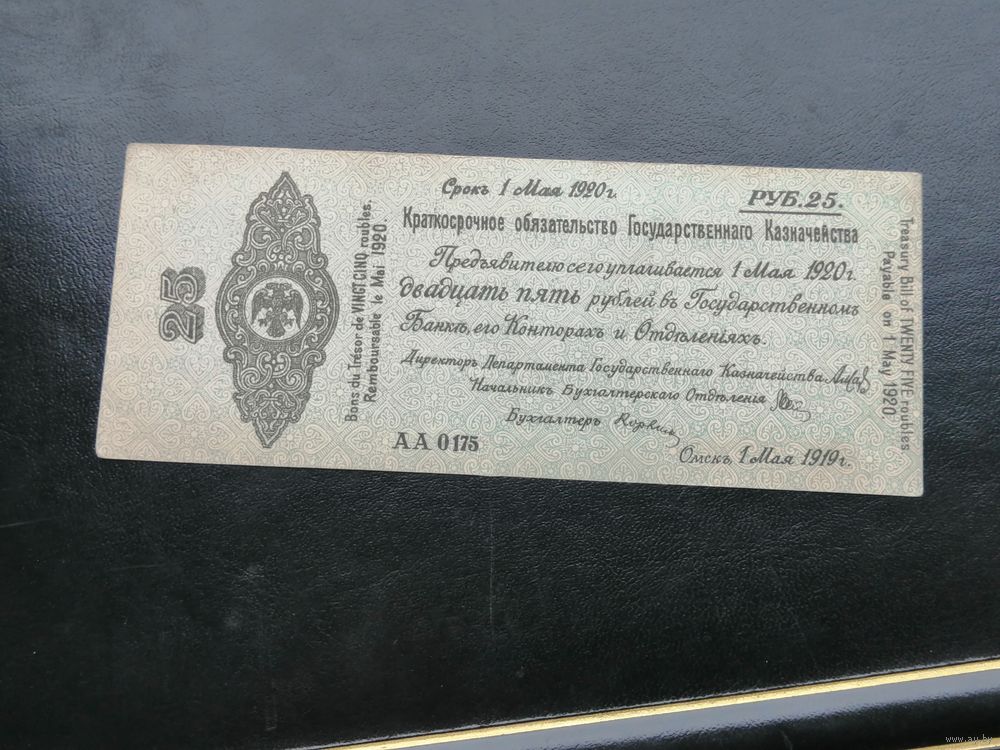 25
Bons du Trésor de VINGT CINQ roubles.
Remboursable le Mai 1920.
Срокъ 1 Мая 1920 г.
РУБ. 25.
Краткосрочное обязательство Государственнаго Казначейства
Предъявителю сего уплачивается 1 Мая 1920 г.
двадцать пять рублей въ Государственномъ
Банкѣ, его Конторахъ и Отдѣленіяхъ.
Директоръ Департамента Государственнаго Казначейства
Начальникъ Бухгалтерскаго Отдѣленія
Бухгалтеръ
АА 0175
Омскъ, 1 Мая 1919 г.
Treasury Bill of TWENTY FIVE roubles
Payable on 1 May 1920
www.au.by